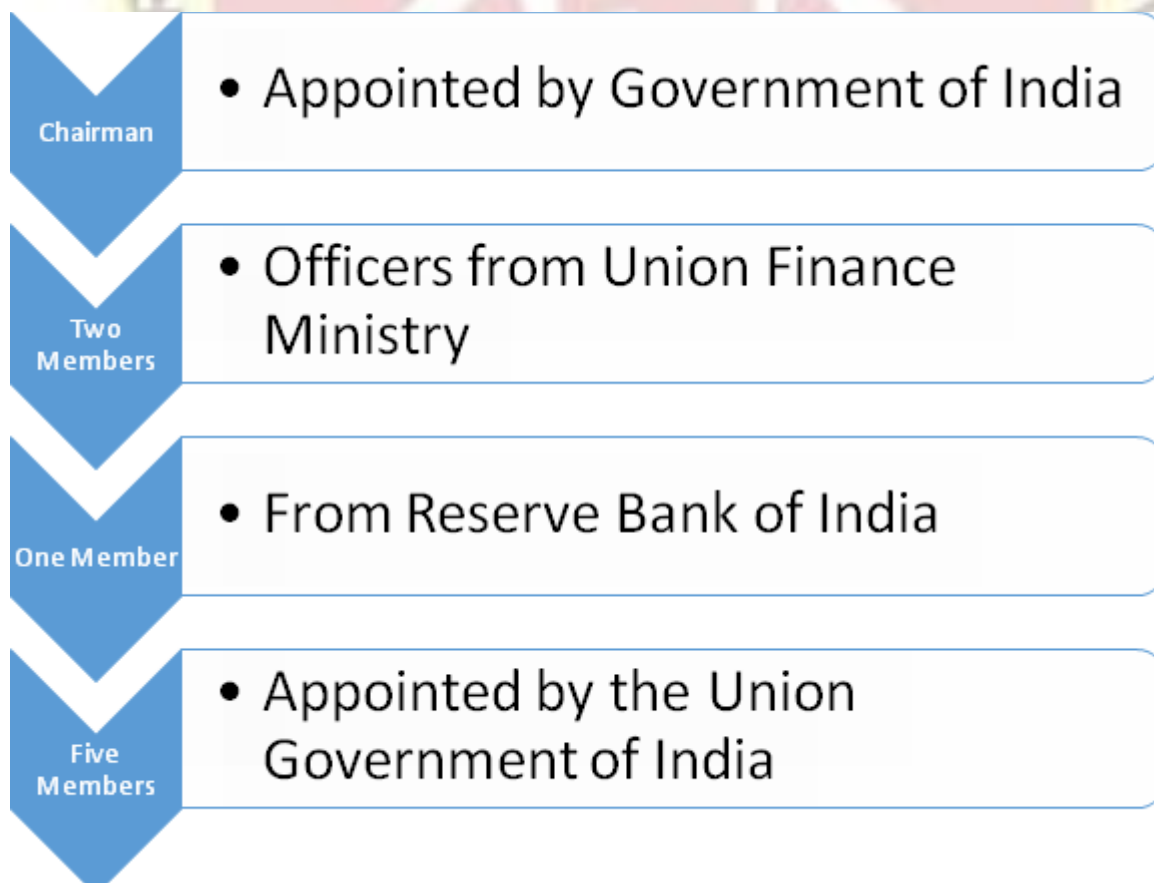 Chairman
• Appointed by Government of India
Two
Members
• Officers from Union Finance
Ministry
One Member
• From Reserve Bank of India
Five
Members
• Appointed by the Union
Government of India